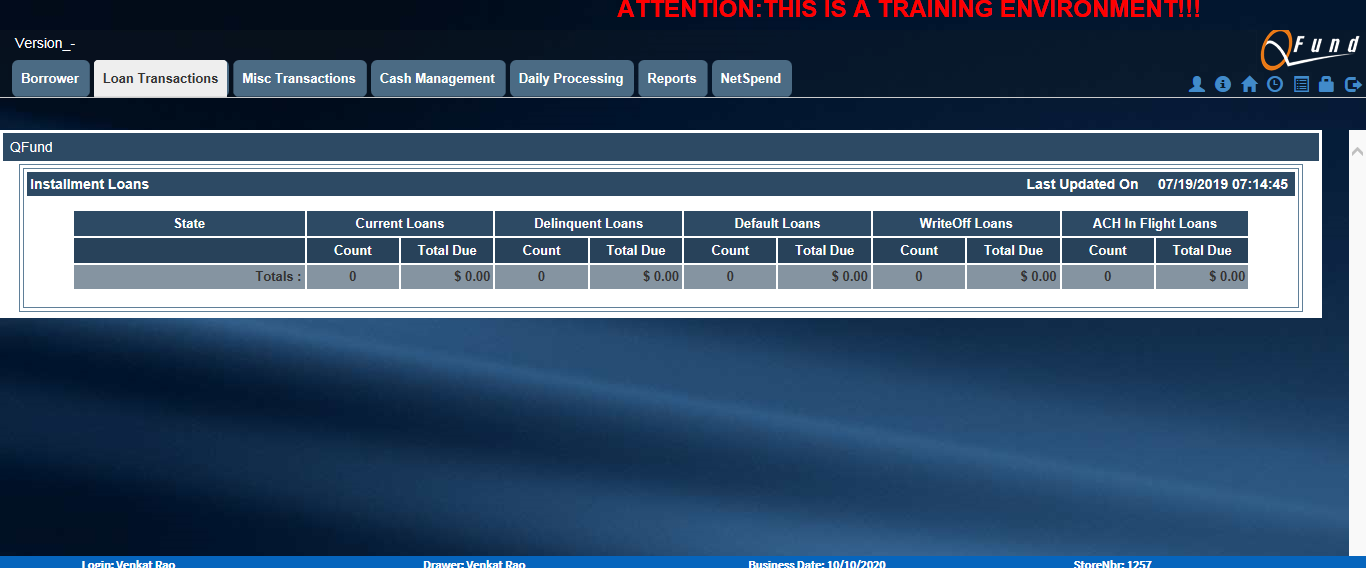 ATTENTION:THIS IS A TRAINING ENVIRONMENT!!!
Version_-
QFund
Borrower Loan Transactions Misc Transactions Cash Management Daily Processing Reports NetSpend
QFund
Installment Loans Last Updated On 07/19/2019 07:14:45
State Current Loans Delinquent Loans Default Loans WriteOff Loans ACH In Flight Loans
Count Total Due Count Total Due Count Total Due Count Total Due Count Total Due
Totals : 0 $ 0.00 0 $ 0.00 0 $ 0.00 0 $ 0.00 0 $ 0.00
Login: Venkat Rao Drawer: Venkat Rao Business Date: 10/10/2020 StoreNbr: 1257